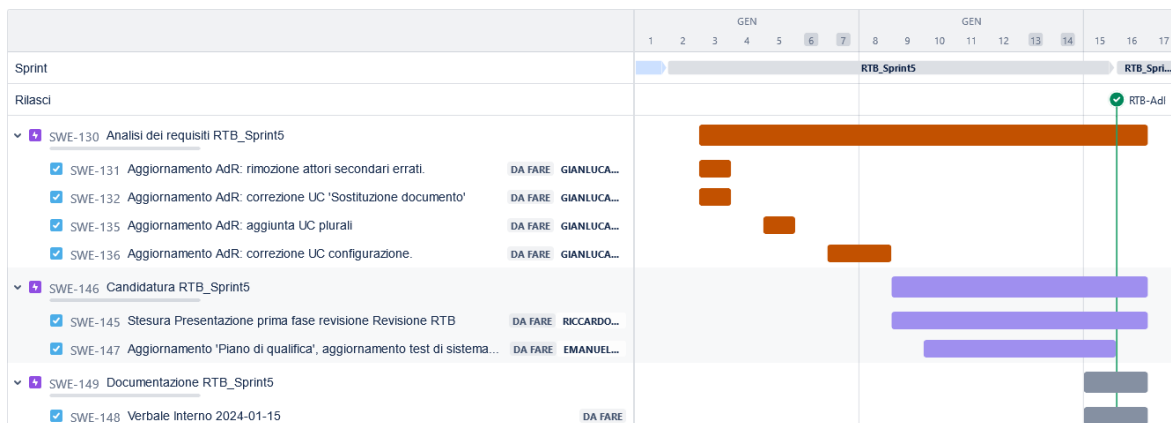 GEN GEN
1 2 3 4 5 6 7 8 9 10 11 12 13 14 15 16 17
Sprint RTB_Sprint5 RTB_Spri...
Rilasci RTB-AdI
SWE-130 Analisi dei requisiti RTB_Sprint5
SWE-131 Aggiornamento AdR: rimozione attori secondari errati. DA FARE GIANLUCA...
SWE-132 Aggiornamento AdR: correzione UC 'Sostituzione documento' DA FARE GIANLUCA...
SWE-135 Aggiornamento AdR: aggiunta UC plurali DA FARE GIANLUCA...
SWE-136 Aggiornamento AdR: correzione UC configurazione. DA FARE GIANLUCA...
SWE-146 Candidatura RTB_Sprint5
SWE-145 Stesura Presentazione prima fase revisione Revisione RTB DA FARE RICCARDO...
SWE-147 Aggiornamento 'Piano di qualifica', aggiornamento test di sistema... DA FARE EMANUEL...
SWE-149 Documentazione RTB_Sprint5
SWE-148 Verbale Interno 2024-01-15 DA FARE